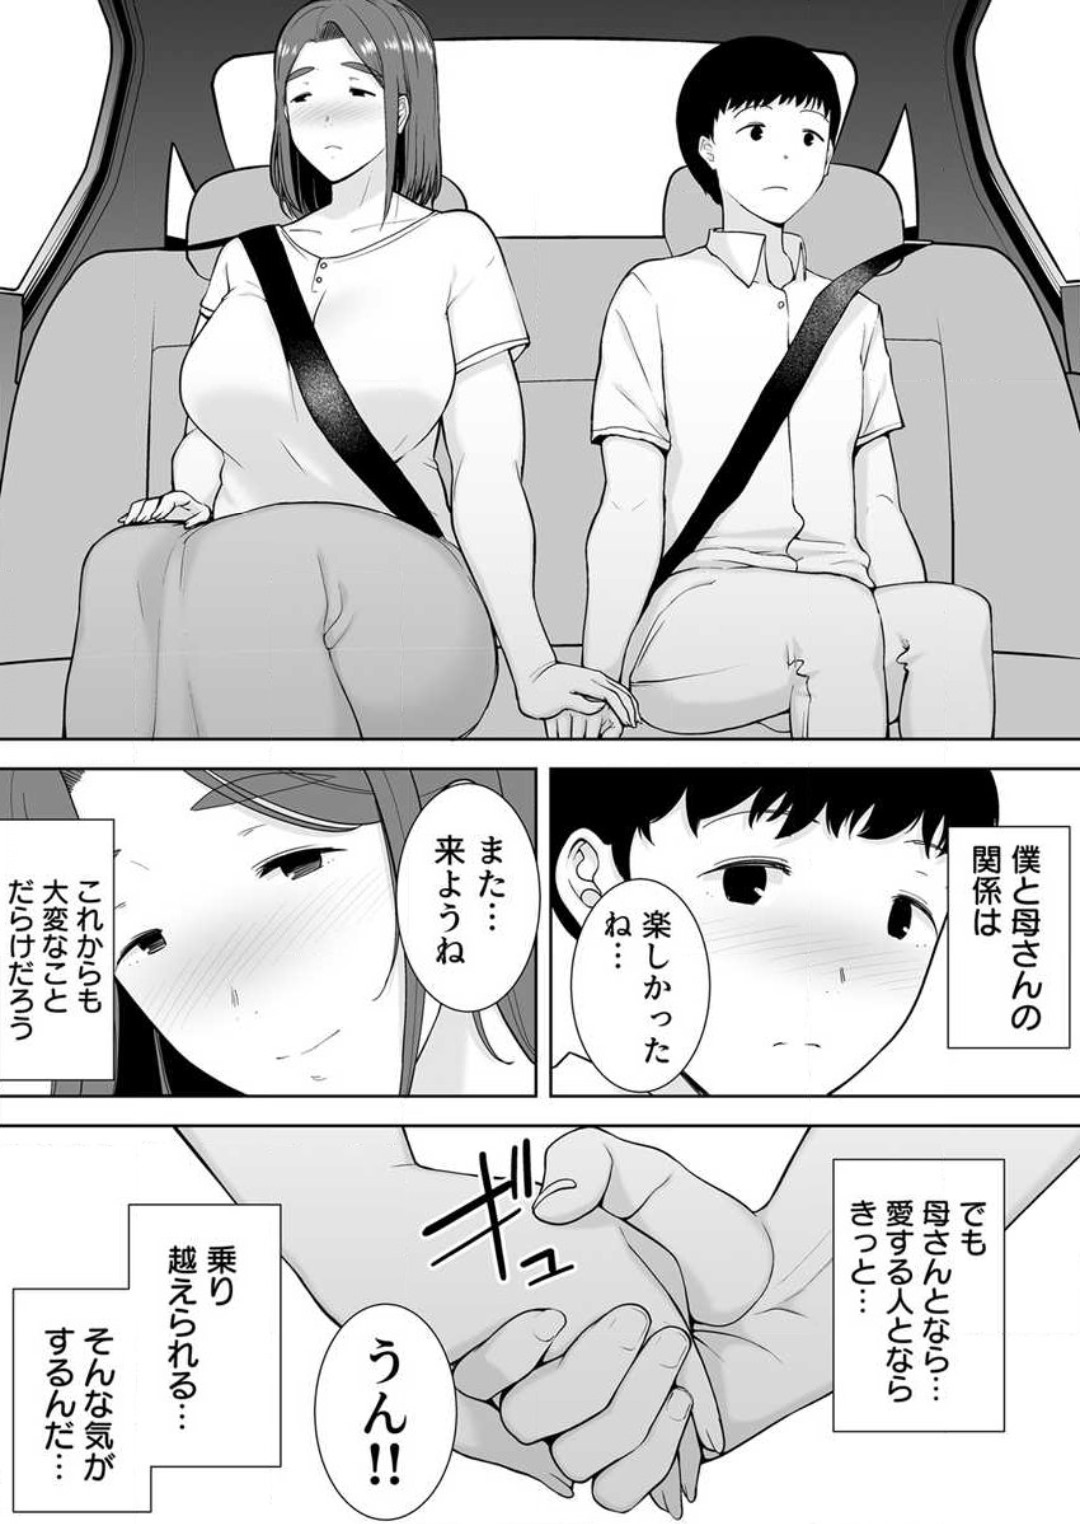 僕と母さんの
関係は
楽しかった
ね…
また…
来ようね
これからも
大変なこと
だらけだろう
でも
母さんとなら…
愛する人となら
きっと…
ギュ
うん!!
乗り
越えられる…
そんな気が
するんだ…